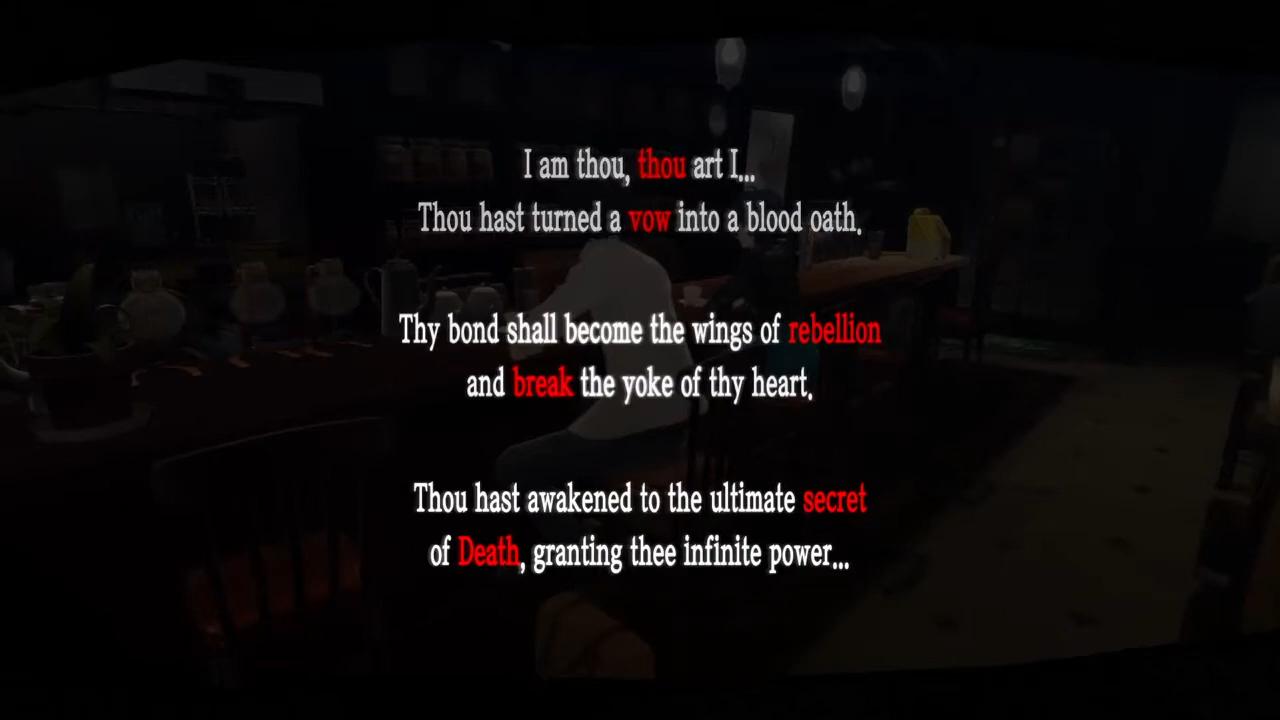 I am thou, thou art I...
Thou hast turned a vow into a blood oath.
Thy bond shall become the wings of rebellion
and break the yoke of thy heart.
Thou hast awakened to the ultimate secret
of Death, granting thee infinite power...